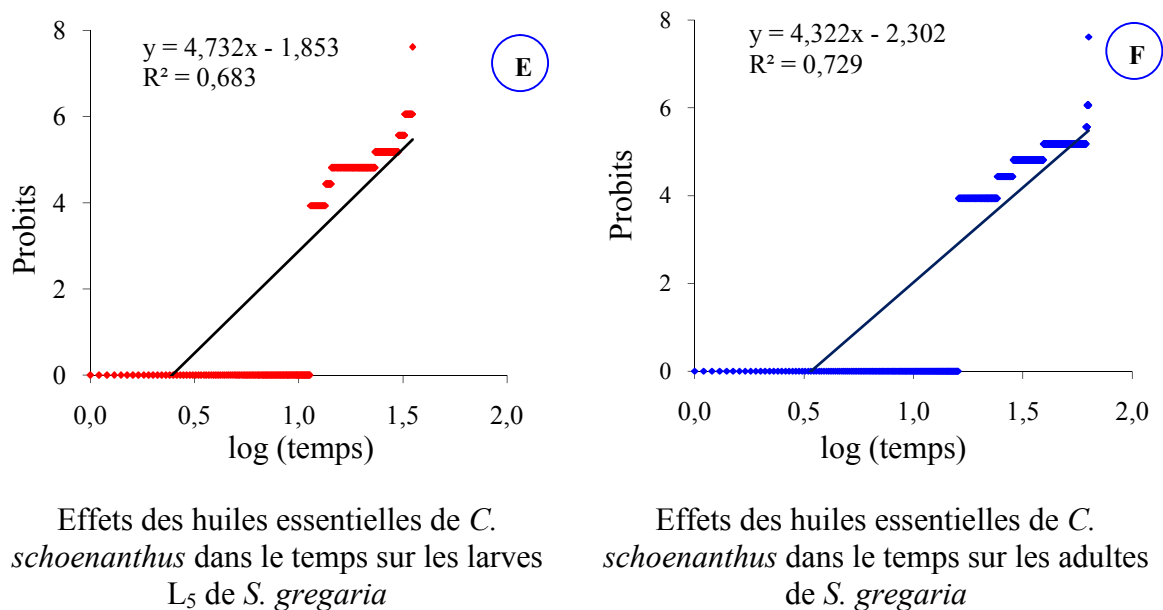 8
6
4
2
0
Probits
y = 4,732x - 1,853
R² = 0,683
E
0,0 0,5 1,0 1,5 2,0
log (temps)
Effets des huiles essentielles de C.
schoenanthus dans le temps sur les larves
L₅ de S. gregaria
8
6
4
2
0
Probits
y = 4,322x - 2,302
R² = 0,729
F
0,0 0,5 1,0 1,5 2,0
log (temps)
Effets des huiles essentielles de C.
schoenanthus dans le temps sur les adultes
de S. gregaria